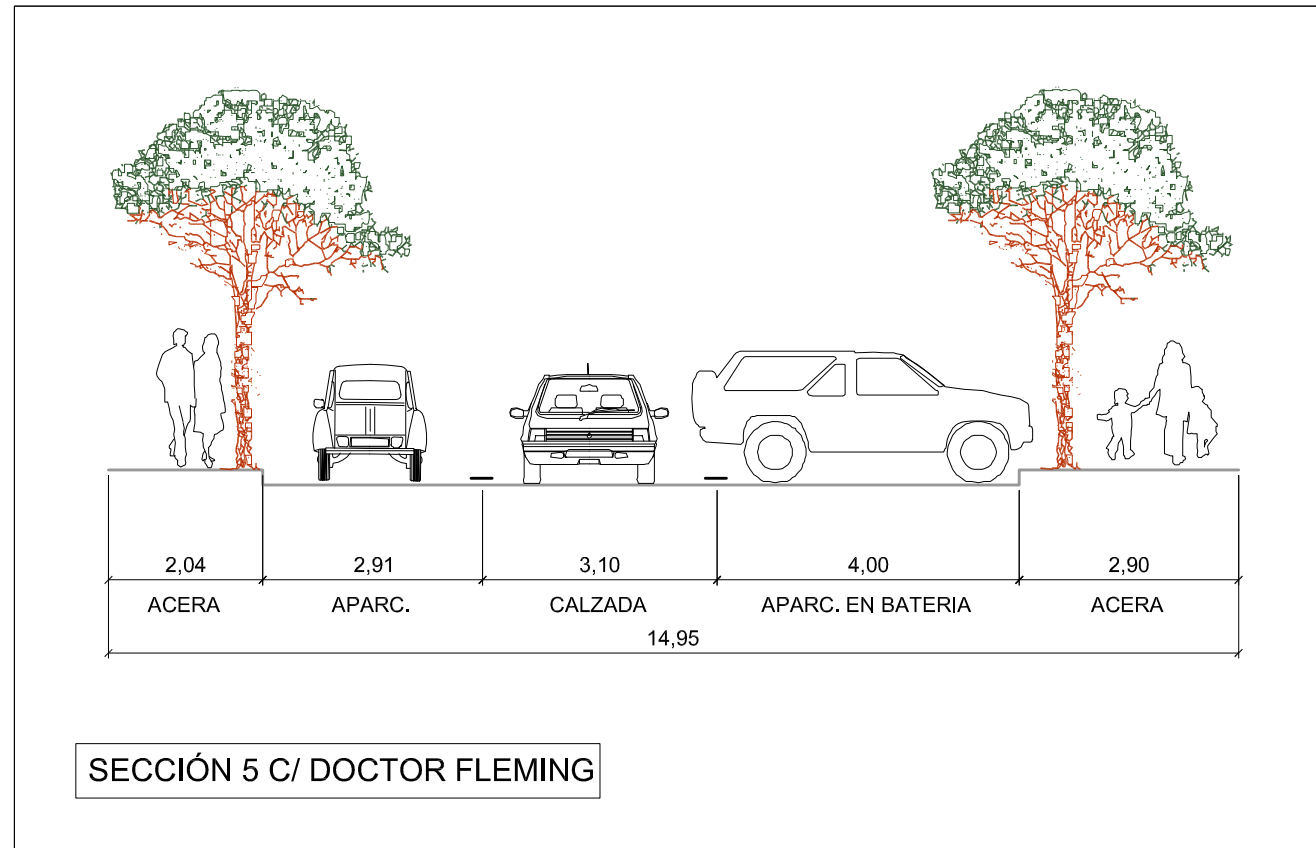 2,04 2,91 3,10 4,00 2,90
ACERA APARC. CALZADA APARC. EN BATERIA ACERA
14,95
SECCIÓN 5 C/ DOCTOR FLEMING